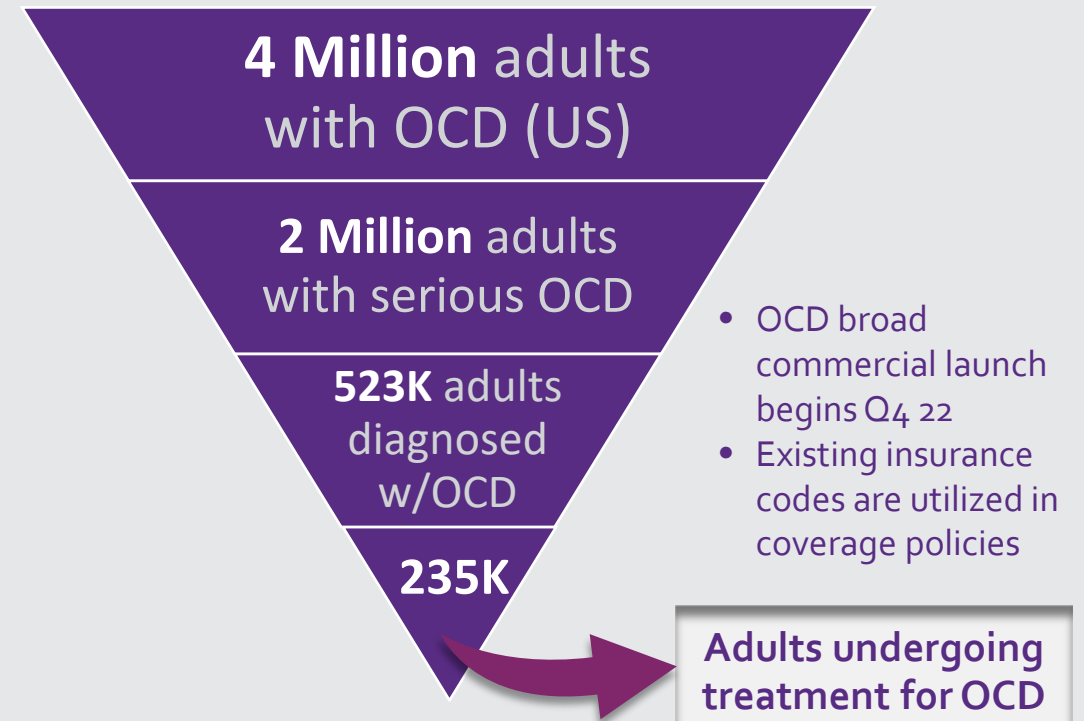 4 Million adults
with OCD (US)
2 Million adults
with serious OCD
523K adults
diagnosed
w/OCD
235K
• OCD broad
commercial launch
begins Q4 22
• Existing insurance
codes are utilized in
coverage policies
Adults undergoing
treatment for OCD